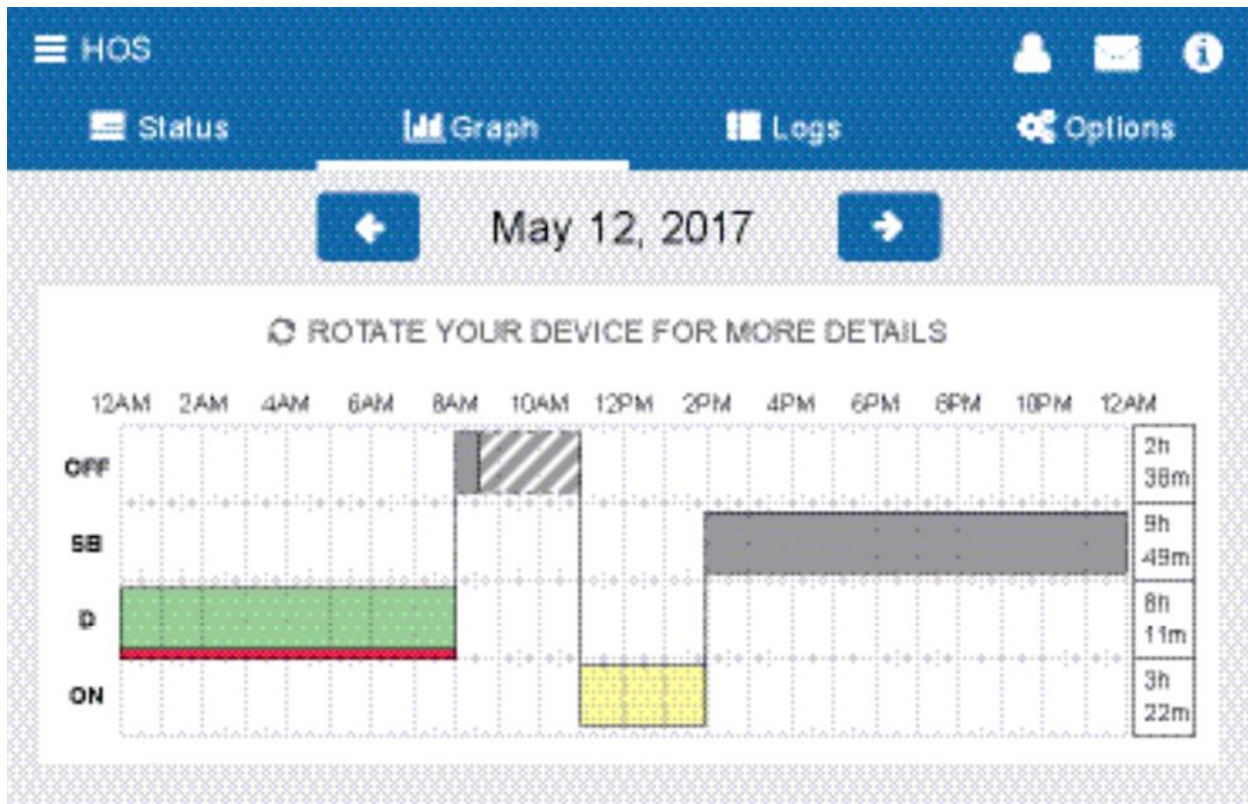 HOS
Status Graph Logs Options
May 12, 2017
ROTATE YOUR DEVICE FOR MORE DETAILS
12AM 2AM 4AM 6AM 8AM 10AM 12PM 2PM 4PM 6PM 8PM 10PM 12AM
OFF
2h
38m
SB
9h
49m
D
8h
11m
ON
3h
22m